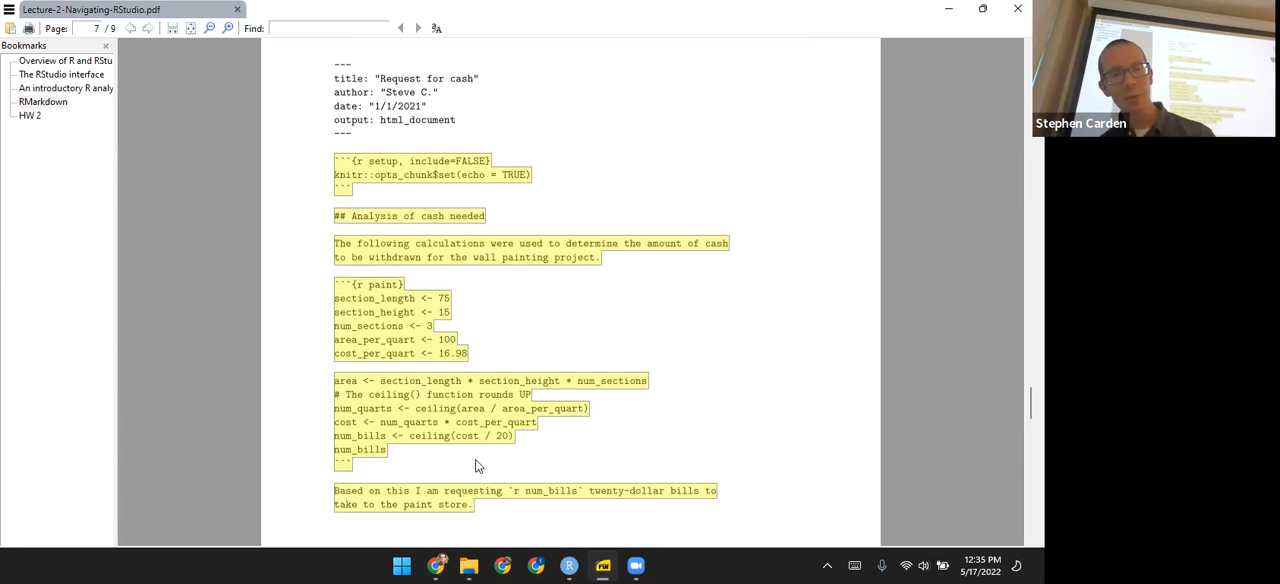 Lecture-2-Navigating-RStudio.pdf
Page: 7 / 9 Find:
Bookmarks
Overview of R and RStu
The RStudio interface
An introductory R analy
RMarkdown
HW 2
---
title: "Request for cash"
author: "Steve C."
date: "1/1/2021"
output: html_document
---
```{r setup, include=FALSE}
knitr::opts_chunk$set(echo = TRUE)
```
## Analysis of cash needed
The following calculations were used to determine the amount of cash
to be withdrawn for the wall painting project.
```{r paint}
section_length <- 75
section_height <- 15
num_sections <- 3
area_per_quart <- 100
cost_per_quart <- 16.98
area <- section_length * section_height * num_sections
# The ceiling() function rounds UP
num_quarts <- ceiling(area / area_per_quart)
cost <- num_quarts * cost_per_quart
num_bills <- ceiling(cost / 20)
num_bills
```
Based on this I am requesting `r num_bills` twenty-dollar bills to
take to the paint store.
Stephen Carden
12:35 PM
5/17/2022